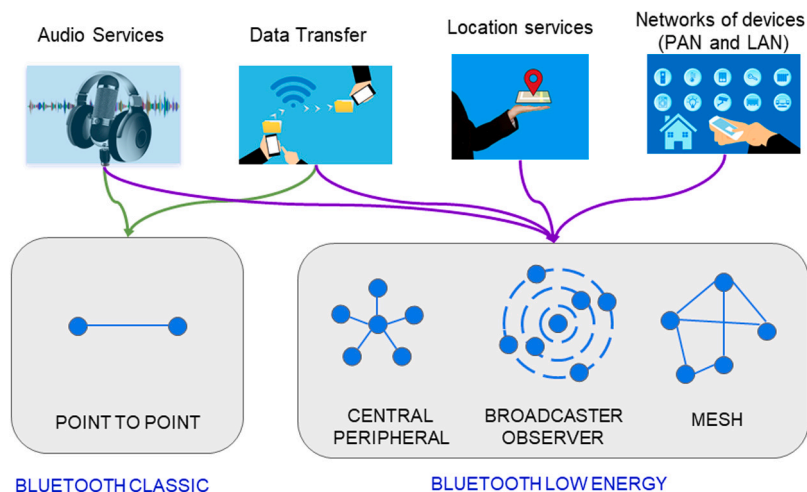 Audio Services
Data Transfer
Location services
Networks of devices
(PAN and LAN)
POINT TO POINT
CENTRAL
PERIPHERAL
BROADCASTER
OBSERVER
MESH
BLUETOOTH CLASSIC
BLUETOOTH LOW ENERGY